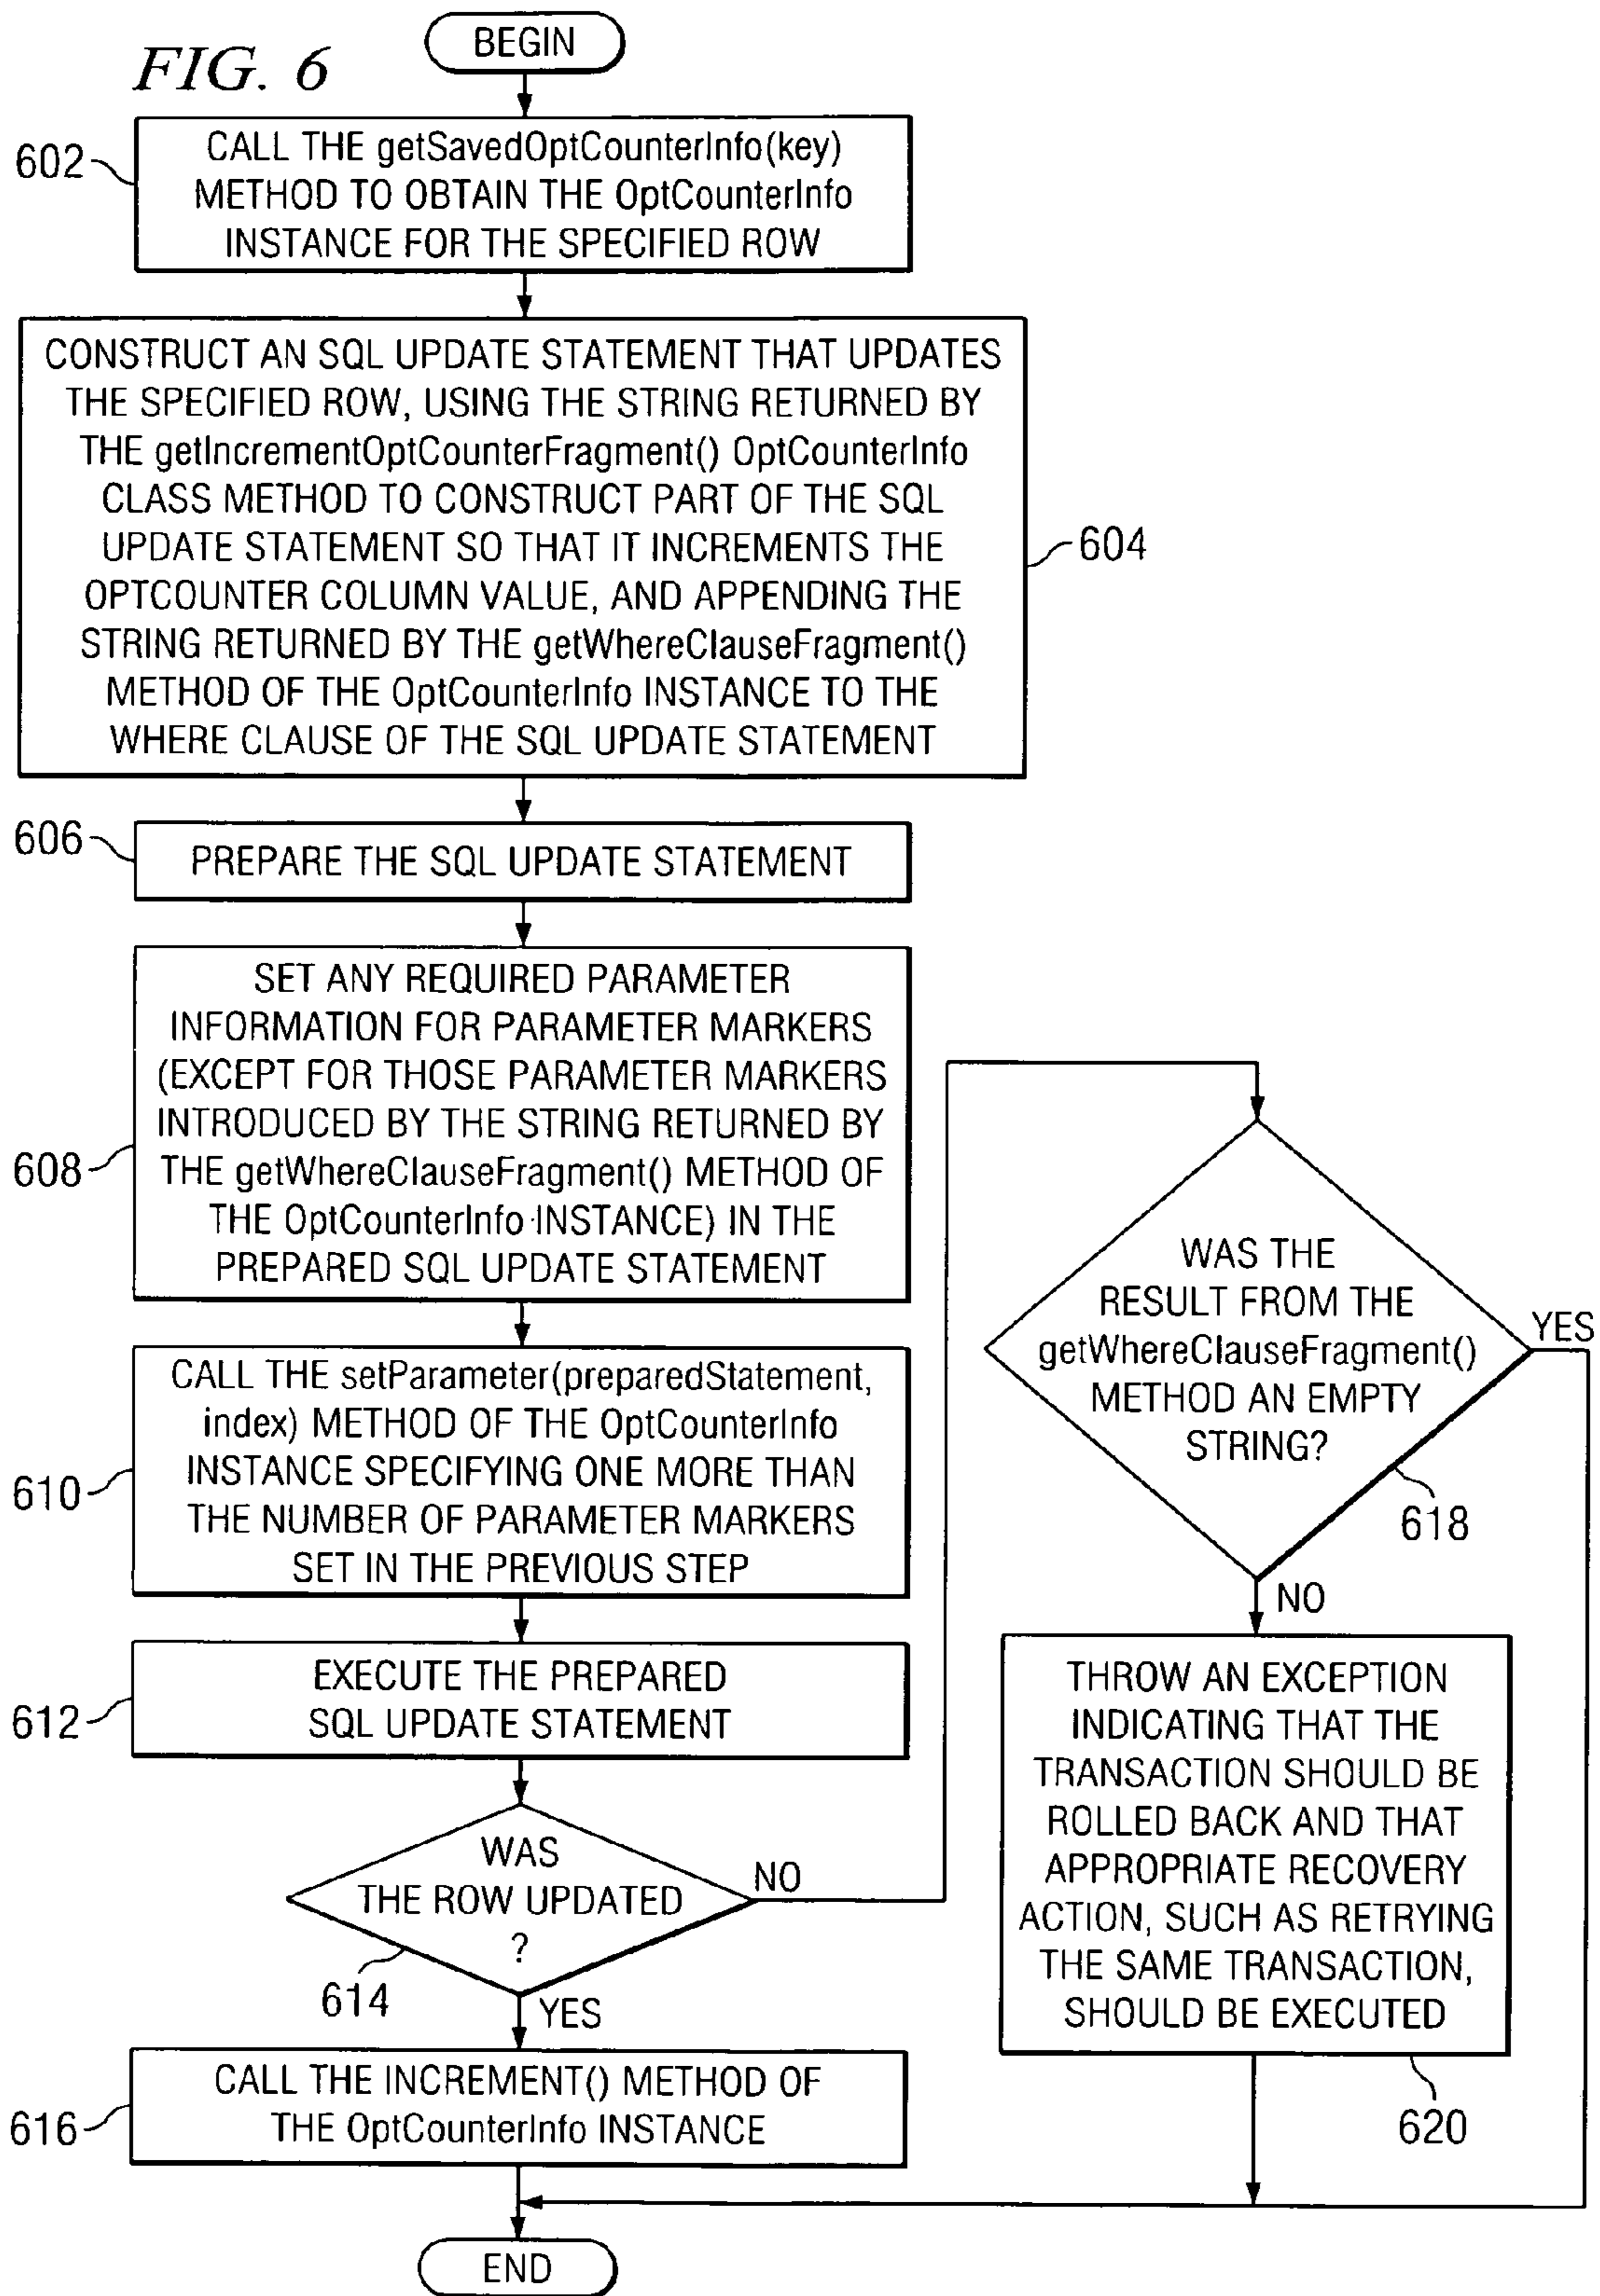 FIG. 6
BEGIN
602
CALL THE getSavedOptCounterInfo(key)
METHOD TO OBTAIN THE OptCounterInfo
INSTANCE FOR THE SPECIFIED ROW
CONSTRUCT AN SQL UPDATE STATEMENT THAT UPDATES
THE SPECIFIED ROW, USING THE STRING RETURNED BY
THE getIncrementOptCounterFragment() OptCounterInfo
CLASS METHOD TO CONSTRUCT PART OF THE SQL
UPDATE STATEMENT SO THAT IT INCREMENTS THE
OPTCOUNTER COLUMN VALUE, AND APPENDING THE
STRING RETURNED BY THE getWhereClauseFragment()
METHOD OF THE OptCounterInfo INSTANCE TO THE
WHERE CLAUSE OF THE SQL UPDATE STATEMENT
604
606
PREPARE THE SQL UPDATE STATEMENT
SET ANY REQUIRED PARAMETER
INFORMATION FOR PARAMETER MARKERS
(EXCEPT FOR THOSE PARAMETER MARKERS
INTRODUCED BY THE STRING RETURNED BY
THE getWhereClauseFragment() METHOD OF
THE OptCounterInfo INSTANCE) IN THE
PREPARED SQL UPDATE STATEMENT
608
CALL THE setParameter(preparedStatement,
index) METHOD OF THE OptCounterInfo
INSTANCE SPECIFYING ONE MORE THAN
THE NUMBER OF PARAMETER MARKERS
SET IN THE PREVIOUS STEP
610
EXECUTE THE PREPARED
SQL UPDATE STATEMENT
612
WAS
THE ROW UPDATED
?
614
NO
YES
CALL THE INCREMENT() METHOD OF
THE OptCounterInfo INSTANCE
616
WAS THE
RESULT FROM THE
getWhereClauseFragment()
METHOD AN EMPTY
STRING?
YES
618
NO
THROW AN EXCEPTION
INDICATING THAT THE
TRANSACTION SHOULD BE
ROLLED BACK AND THAT
APPROPRIATE RECOVERY
ACTION, SUCH AS RETRYING
THE SAME TRANSACTION,
SHOULD BE EXECUTED
620
END